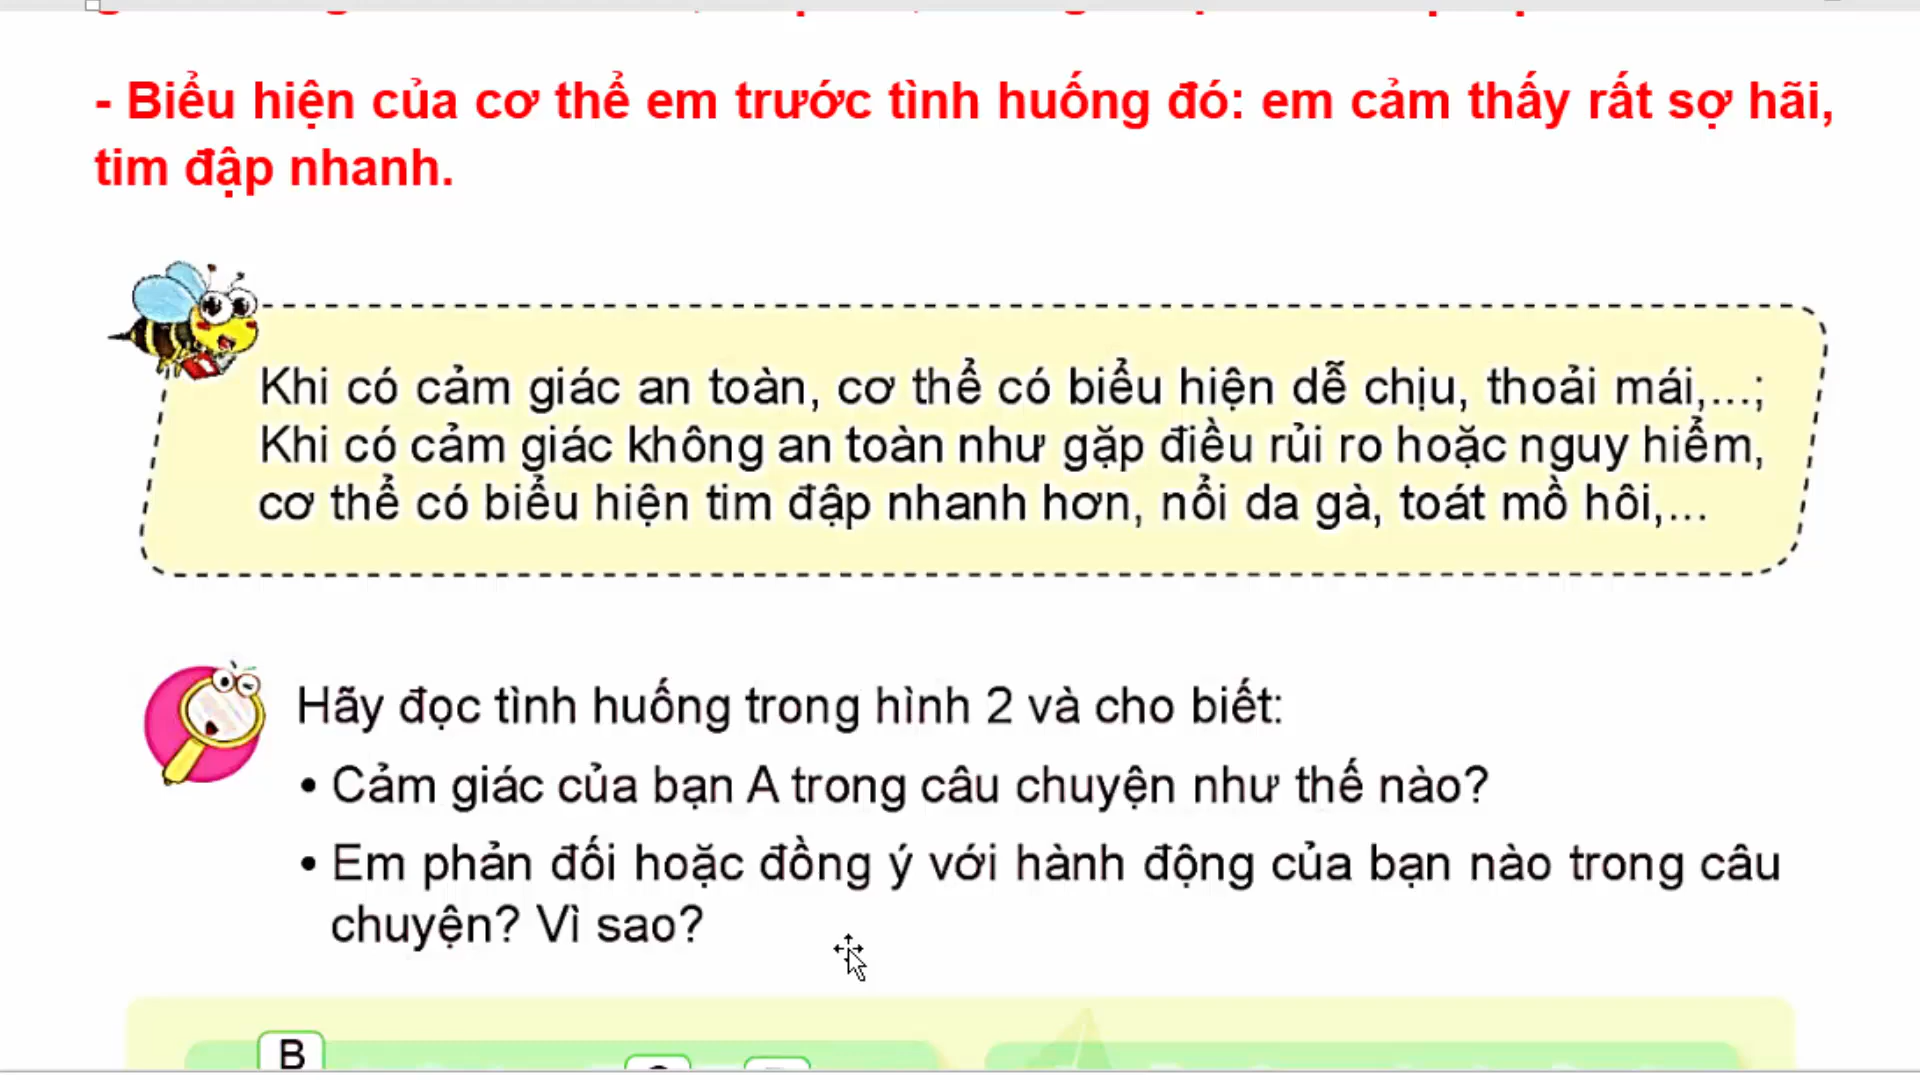 - Biểu hiện của cơ thể em trước tình huống đó: em cảm thấy rất sợ hãi,
tim đập nhanh.
Khi có cảm giác an toàn, cơ thể có biểu hiện dễ chịu, thoải mái,...;
Khi có cảm giác không an toàn như gặp điều rủi ro hoặc nguy hiểm,
cơ thể có biểu hiện tim đập nhanh hơn, nổi da gà, toát mồ hôi,...
Hãy đọc tình huống trong hình 2 và cho biết:
• Cảm giác của bạn A trong câu chuyện như thế nào?
• Em phản đối hoặc đồng ý với hành động của bạn nào trong câu
chuyện? Vì sao?
B